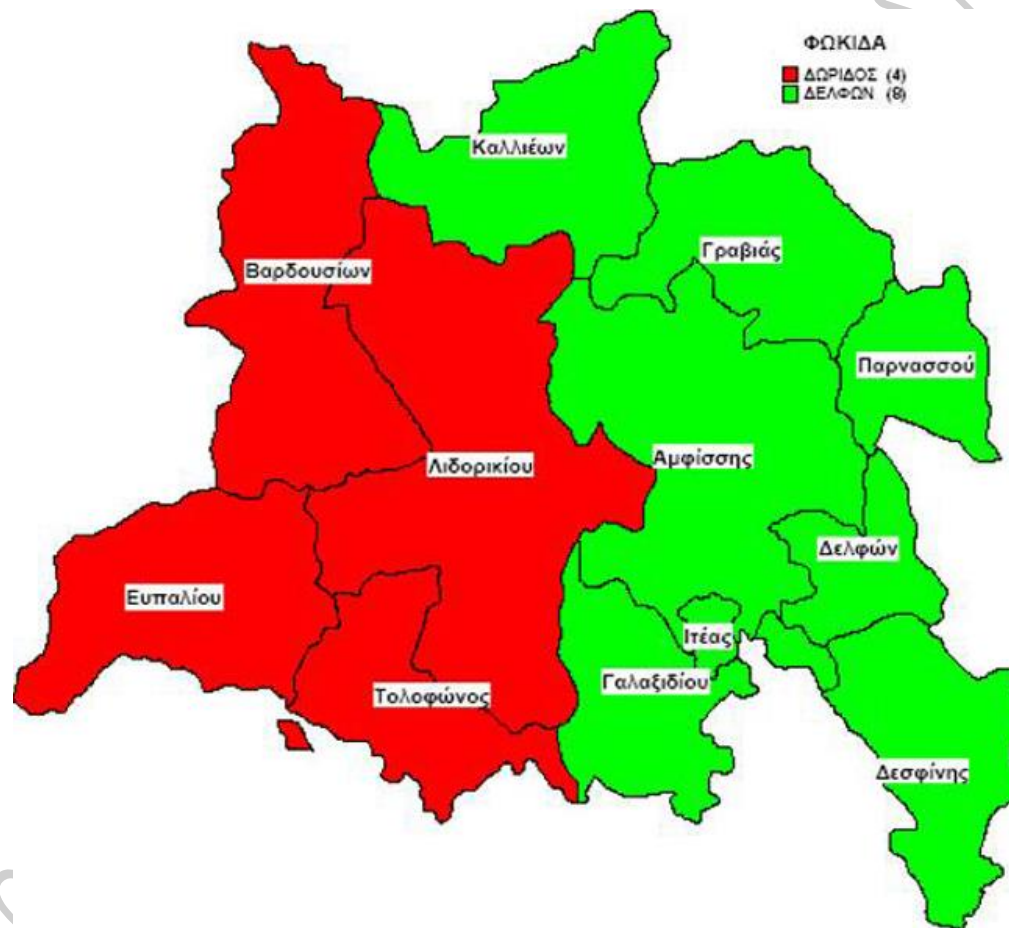 ΦΩΚΙΔΑ
ΔΩΡΙΔΟΣ (4)
ΔΕΛΦΩΝ (8)
Καλλιέων
Γραβιάς
Βαρδουσίων
Παρνασσού
Αμφίσσης
Λιδορικίου
Δελφών
Ευπαλίου
Ιτέας
Γαλαξιδίου
Τολοφώνος
Δεσφίνης